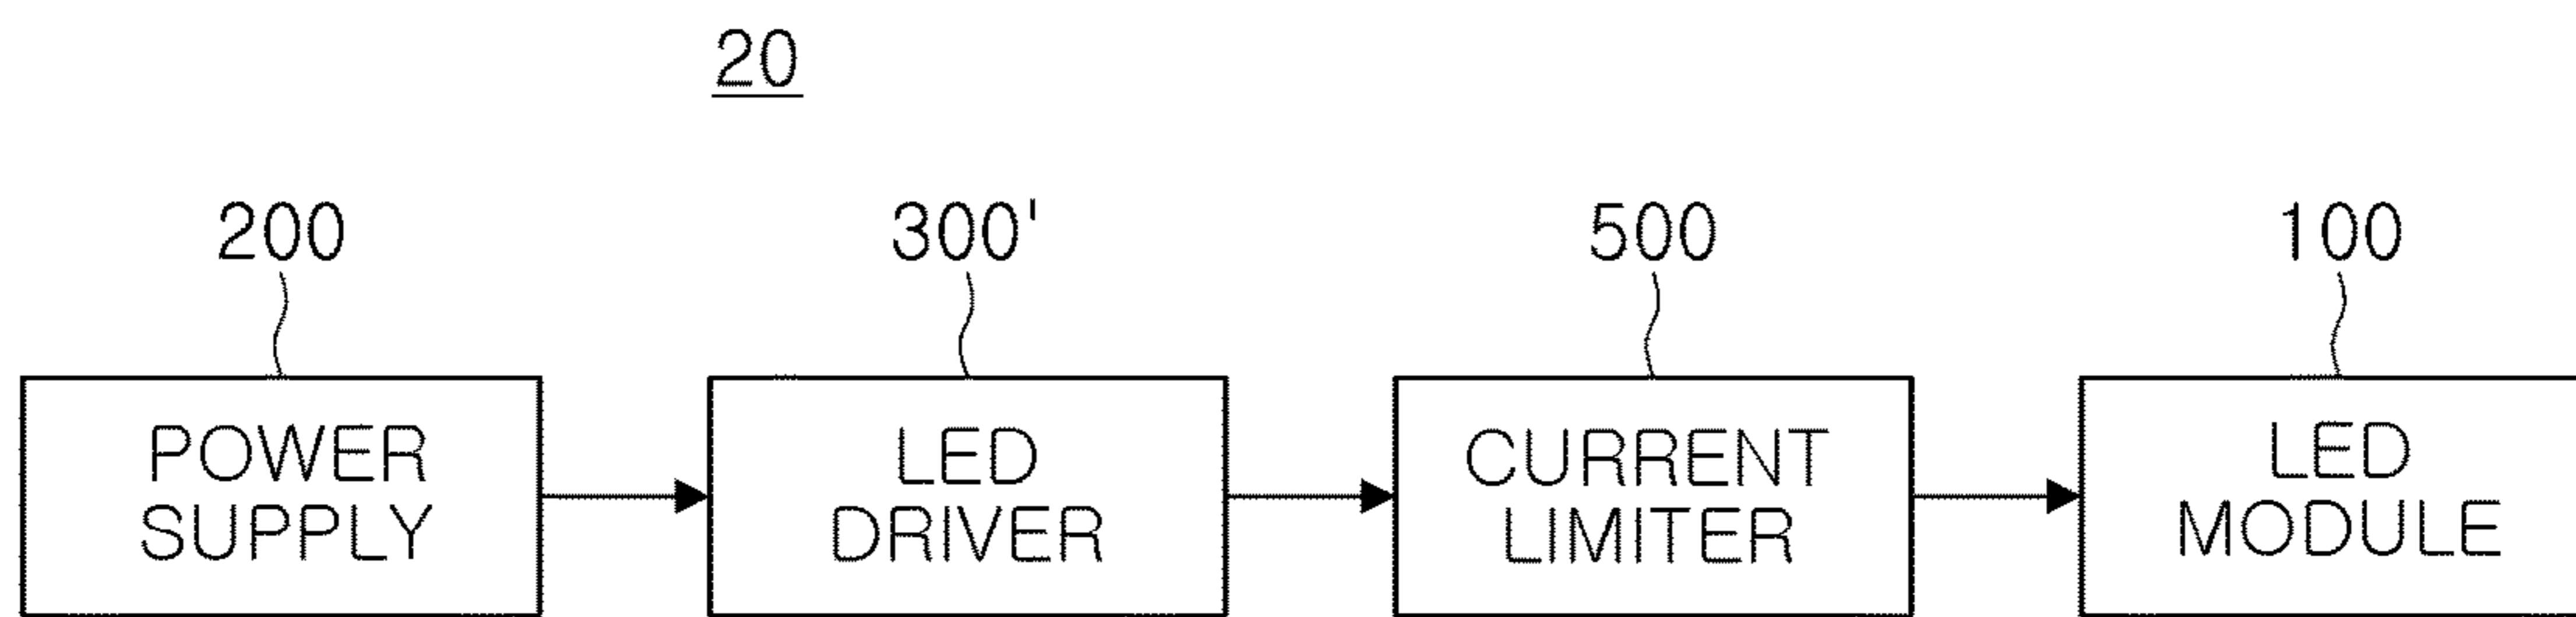 20
200
300'
500
100
POWER
SUPPLY
LED
DRIVER
CURRENT
LIMITER
LED
MODULE